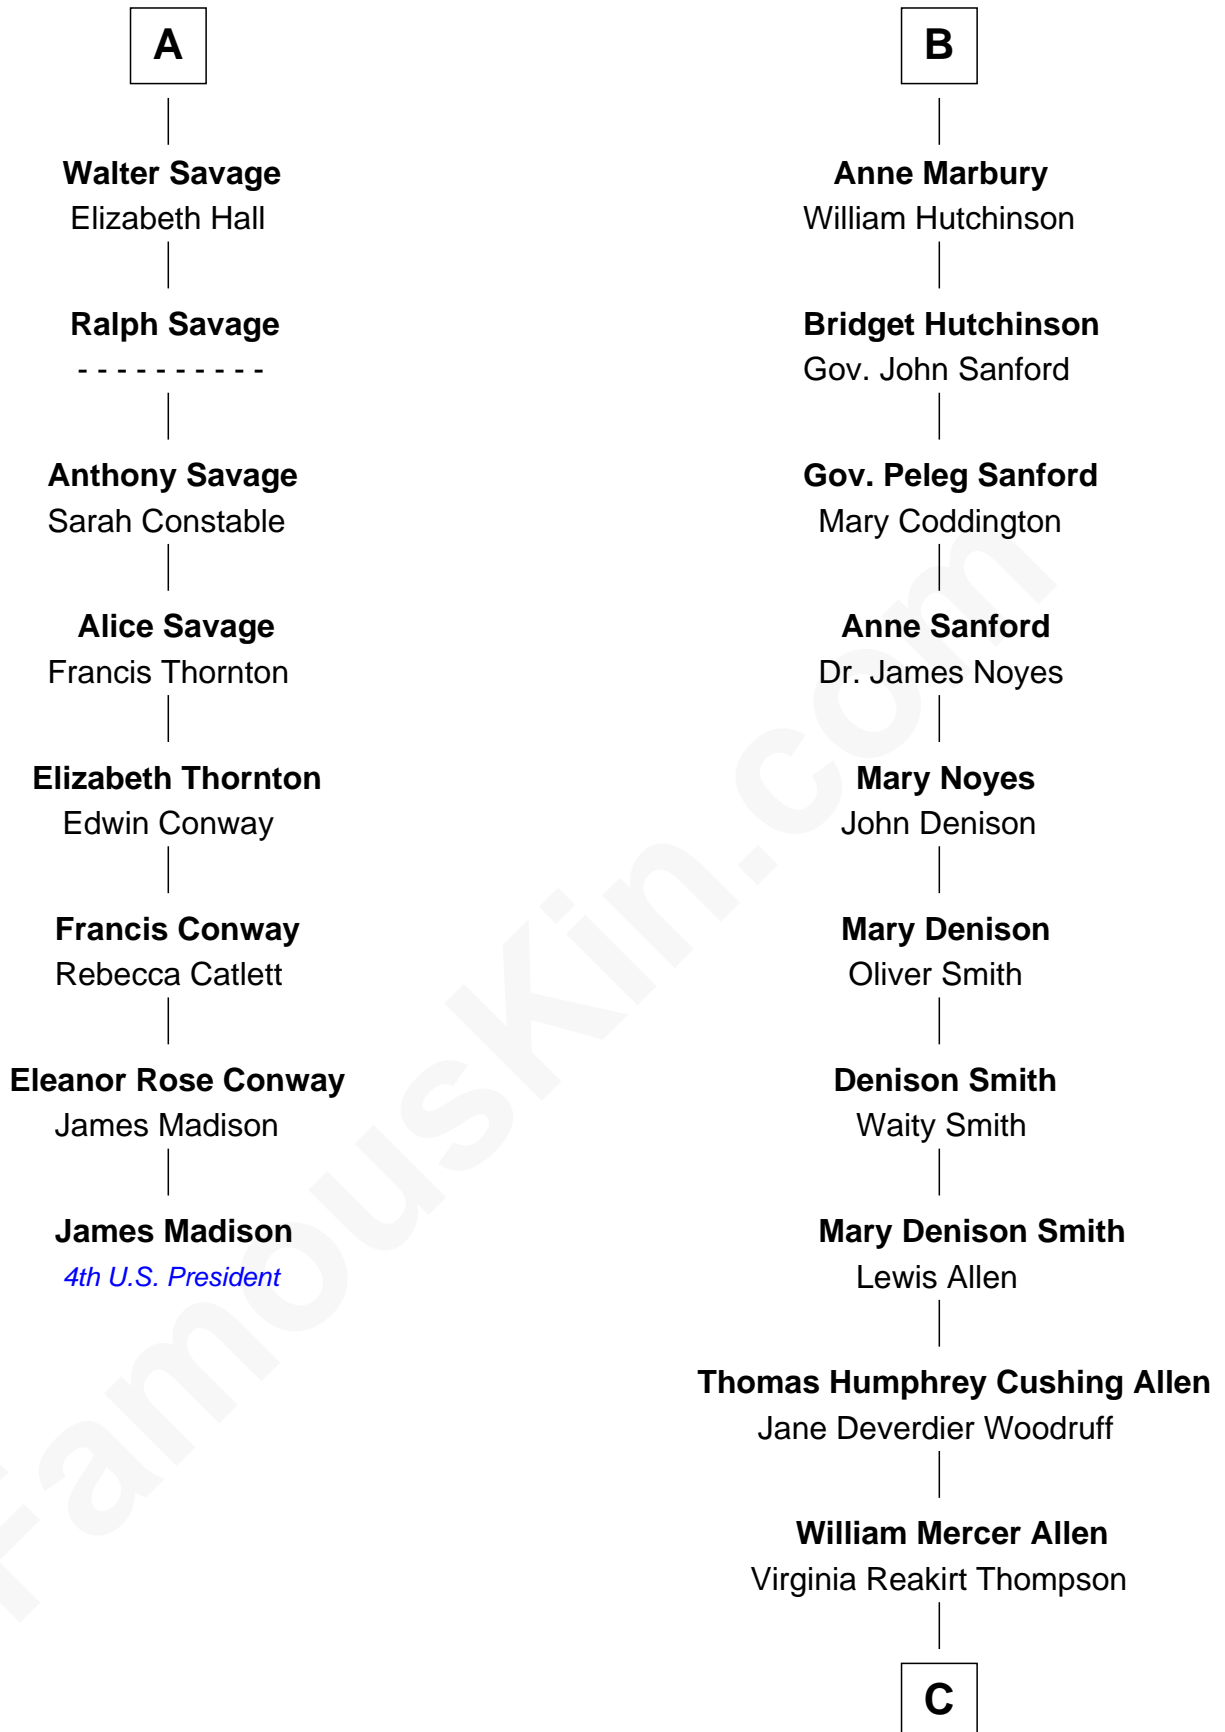 A
Walter Savage
Elizabeth Hall
Ralph Savage
- - - - - - - - - -
Anthony Savage
Sarah Constable
Alice Savage
Francis Thornton
Elizabeth Thornton
Edwin Conway
Francis Conway
Rebecca Catlett
Eleanor Rose Conway
James Madison
James Madison
4th U.S. President
B
Anne Marbury
William Hutchinson
Bridget Hutchinson
Gov. John Sanford
Gov. Peleg Sanford
Mary Coddington
Anne Sanford
Dr. James Noyes
Mary Noyes
John Denison
Mary Denison
Oliver Smith
Denison Smith
Waity Smith
Mary Denison Smith
Lewis Allen
Thomas Humphrey Cushing Allen
Jane Deverdier Woodruff
William Mercer Allen
Virginia Reakirt Thompson
C
FamousKin.com